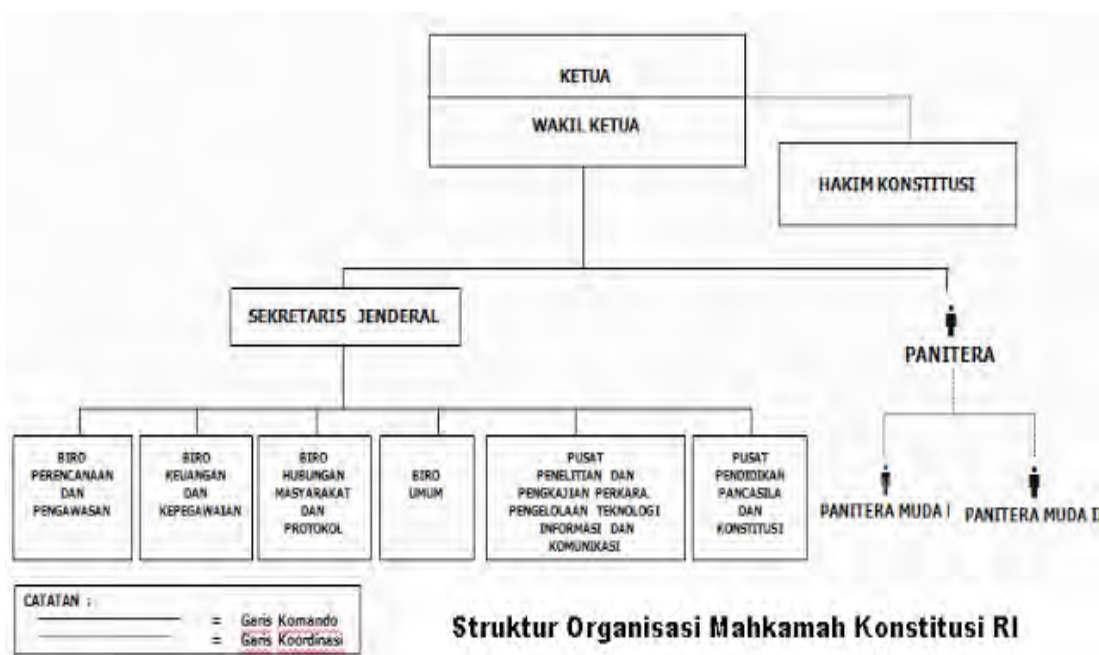 KETUA
WAKIL KETUA
HAKIM KONSTITUSI
SEKRETARIS JENDERAL
PANITERA
BIRO
PERENCANAAN
DAN
PENGAWASAN
BIRO
KEUANGAN
DAN
KEPEGAWAIAN
BIRO
HUBUNGAN
MASYARAKAT
DAN
PROTOKOL
BIRO
UMUM
PUSAT
PENELITIAN DAN
PENGKAJIAN PERKARA
PENGELOLAAN TEKNOLOGI
INFORMASI DAN
KOMUNIKASI
PUSAT
PENDIDIKAN
PANCASILA
DAN
KONSTITUSI
PANITERA MUDA I
PANITERA MUDA II
CATATAN :
= Garis Komando
= Garis Koordinasi
Struktur Organisasi Mahkamah Konstitusi RI